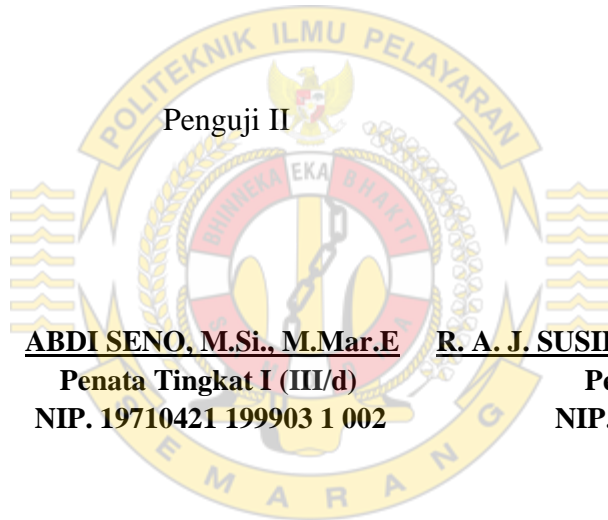 POLITEKNIK ILMU PELAYARAN
Penguji II
BHINNEKA EKA BHAKTI
ABDI SENO, M.Si., M.Mar.E R. A. J.
Penata Tingkat I (III/d)
NIP. 19710421 199903 1 002 NIP.
SEMARANG